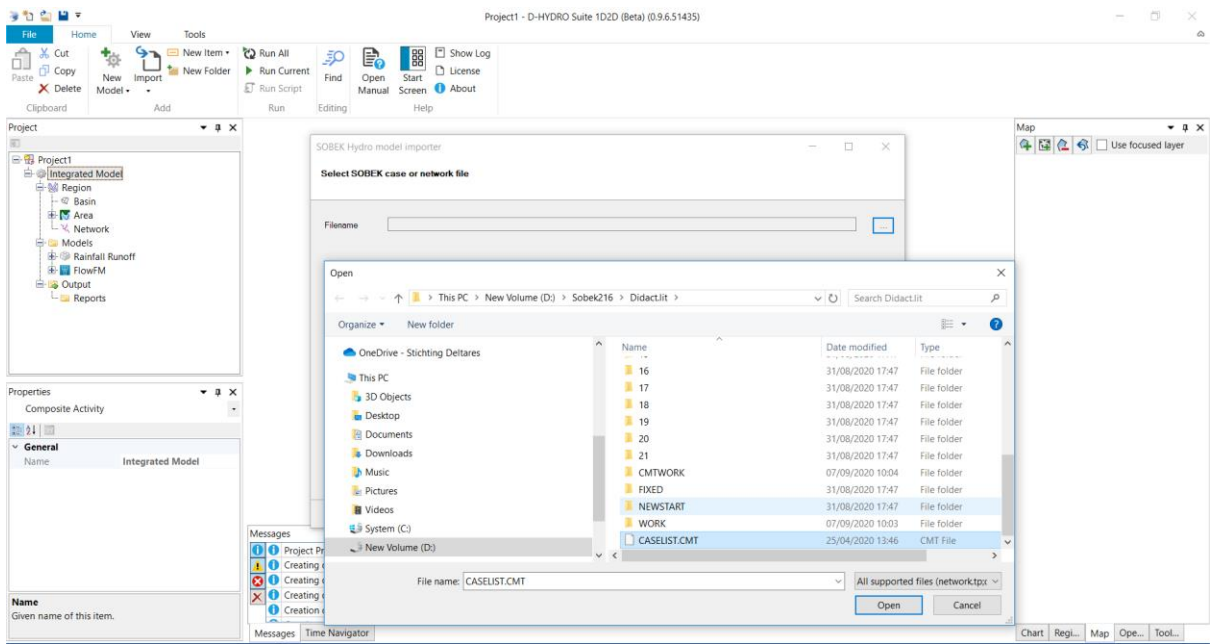 Project1 - D-HYDRO Suite 1D2D (Beta) (0.9.6.51435)
File Home View Tools
Paste
Cut
Copy
Delete
Clipboard
New Model
Import
New Item
New Folder
Add
Run All
Run Current
Run Script
Run
Find
Editing
Open Manual
Start Screen
Show Log
License
About
Help
Project
Project1
Integrated Model
Region
Basin
Area
Network
Models
Rainfall Runoff
FlowFM
Output
Reports
Properties
Composite Activity
General
Name Integrated Model
Name
Given name of this item.
SOBEK Hydro model importer
Select SOBEK case or network file
Filename
...
Open
This PC > New Volume (D:) > Sobek216 > Didact.lit >
Search Didact.lit
Organize New folder
OneDrive - Stichting Deltares
This PC
3D Objects
Desktop
Documents
Downloads
Music
Pictures
Videos
System (C:)
New Volume (D:)
Name Date modified Type
16 31/08/2020 17:47 File folder
17 31/08/2020 17:47 File folder
18 31/08/2020 17:47 File folder
19 31/08/2020 17:47 File folder
20 31/08/2020 17:47 File folder
21 31/08/2020 17:47 File folder
CMTWORK 07/09/2020 10:04 File folder
FIXED 31/08/2020 17:47 File folder
NEWSTART 31/08/2020 17:47 File folder
WORK 07/09/2020 10:03 File folder
CASELIST.CMT 25/04/2020 13:46 CMT File
File name: CASELIST.CMT
All supported files (network.tp;c
Open Cancel
Messages
Project Pr
Creating
Creating
Creating
Creation
Messages Time Navigator
Map
Use focused layer
Chart Regi... Map Ope... Tool...